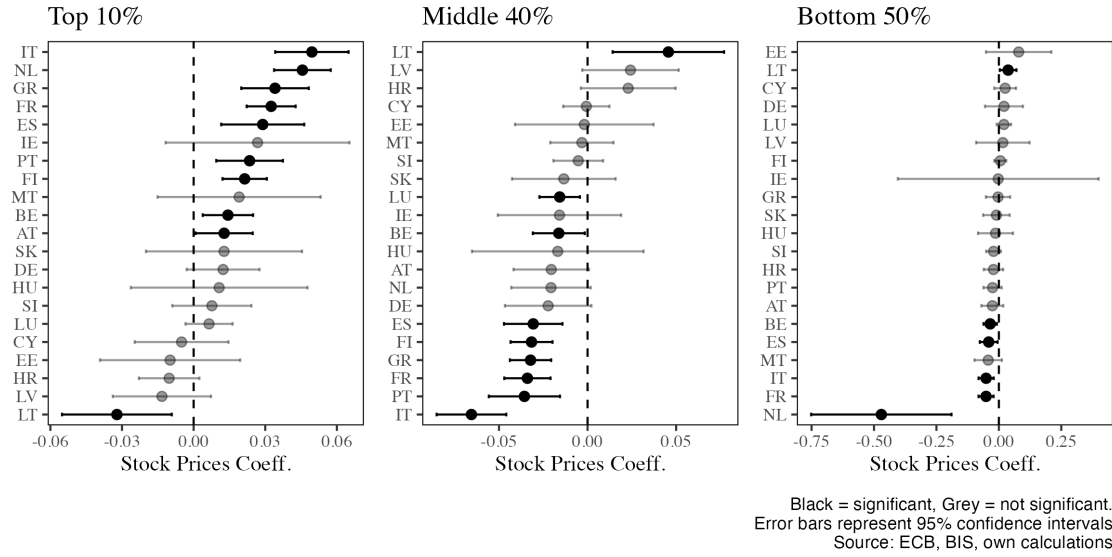 Top 10%
IT
NL
GR
FR
ES
IE
PT
FI
MT
BE
AT
SK
DE
HU
SI
LU
CY
EE
HR
LV
LT
-0.06 -0.03 0.00 0.03 0.06
Stock Prices Coeff.
Middle 40%
LT
LV
HR
CY
EE
MT
SI
SK
LU
IE
BE
HU
AT
NL
DE
ES
FI
GR
FR
PT
IT
-0.05 0.00 0.05
Stock Prices Coeff.
Bottom 50%
EE
LT
CY
DE
LU
LV
FI
IE
GR
SK
HU
SI
HR
PT
AT
BE
ES
MT
IT
FR
NL
-0.75 -0.50 -0.25 0.00 0.25
Stock Prices Coeff.
Black = significant, Grey = not significant.
Error bars represent 95% confidence intervals
Source: ECB, BIS, own calculations